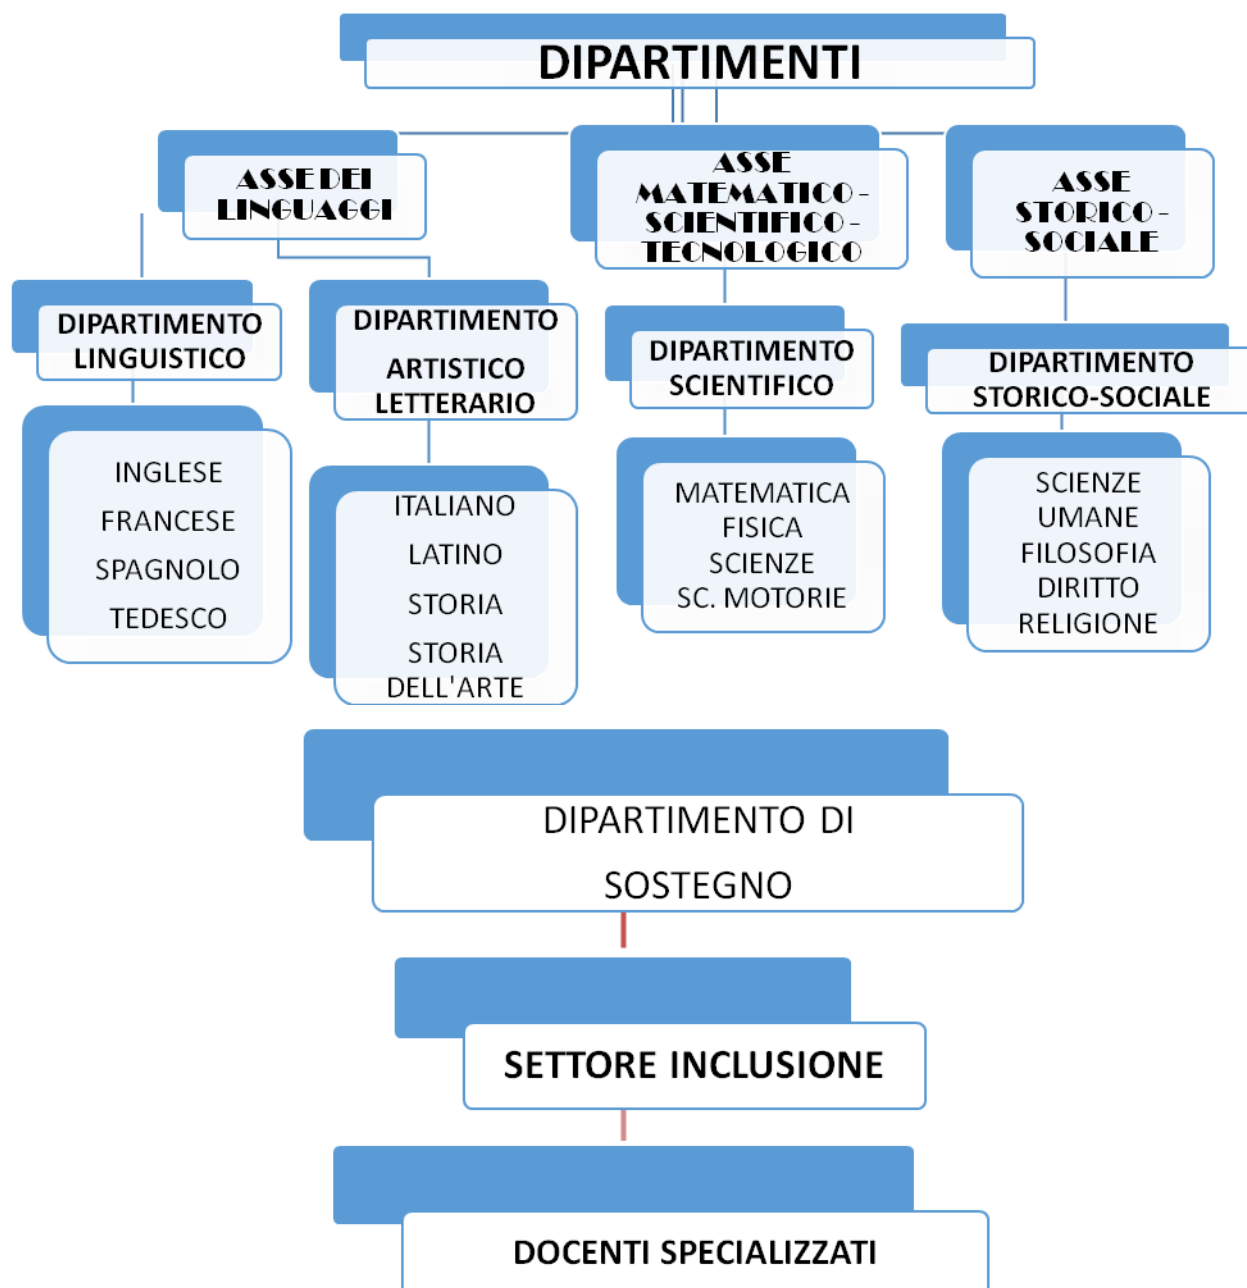 DIPARTIMENTI
ASSE DEI
LINGUAGGI
ASSE
MATEMATICO -
SCIENTIFICO -
TECNOLOGICO
ASSE
STORICO -
SOCIALE
DIPARTIMENTO
LINGUISTICO
DIPARTIMENTO
ARTISTICO
LETTERARIO
DIPARTIMENTO
SCIENTIFICO
DIPARTIMENTO
STORICO-SOCIALE
INGLESE
FRANCESE
SPAGNOLO
TEDESCO
ITALIANO
LATINO
STORIA
STORIA
DELL'ARTE
MATEMATICA
FISICA
SCIENZE
SC. MOTORIE
SCIENZE
UMANE
FILOSOFIA
DIRITTO
RELIGIONE
DIPARTIMENTO DI
SOSTEGNO
SETTORE INCLUSIONE
DOCENTI SPECIALIZZATI